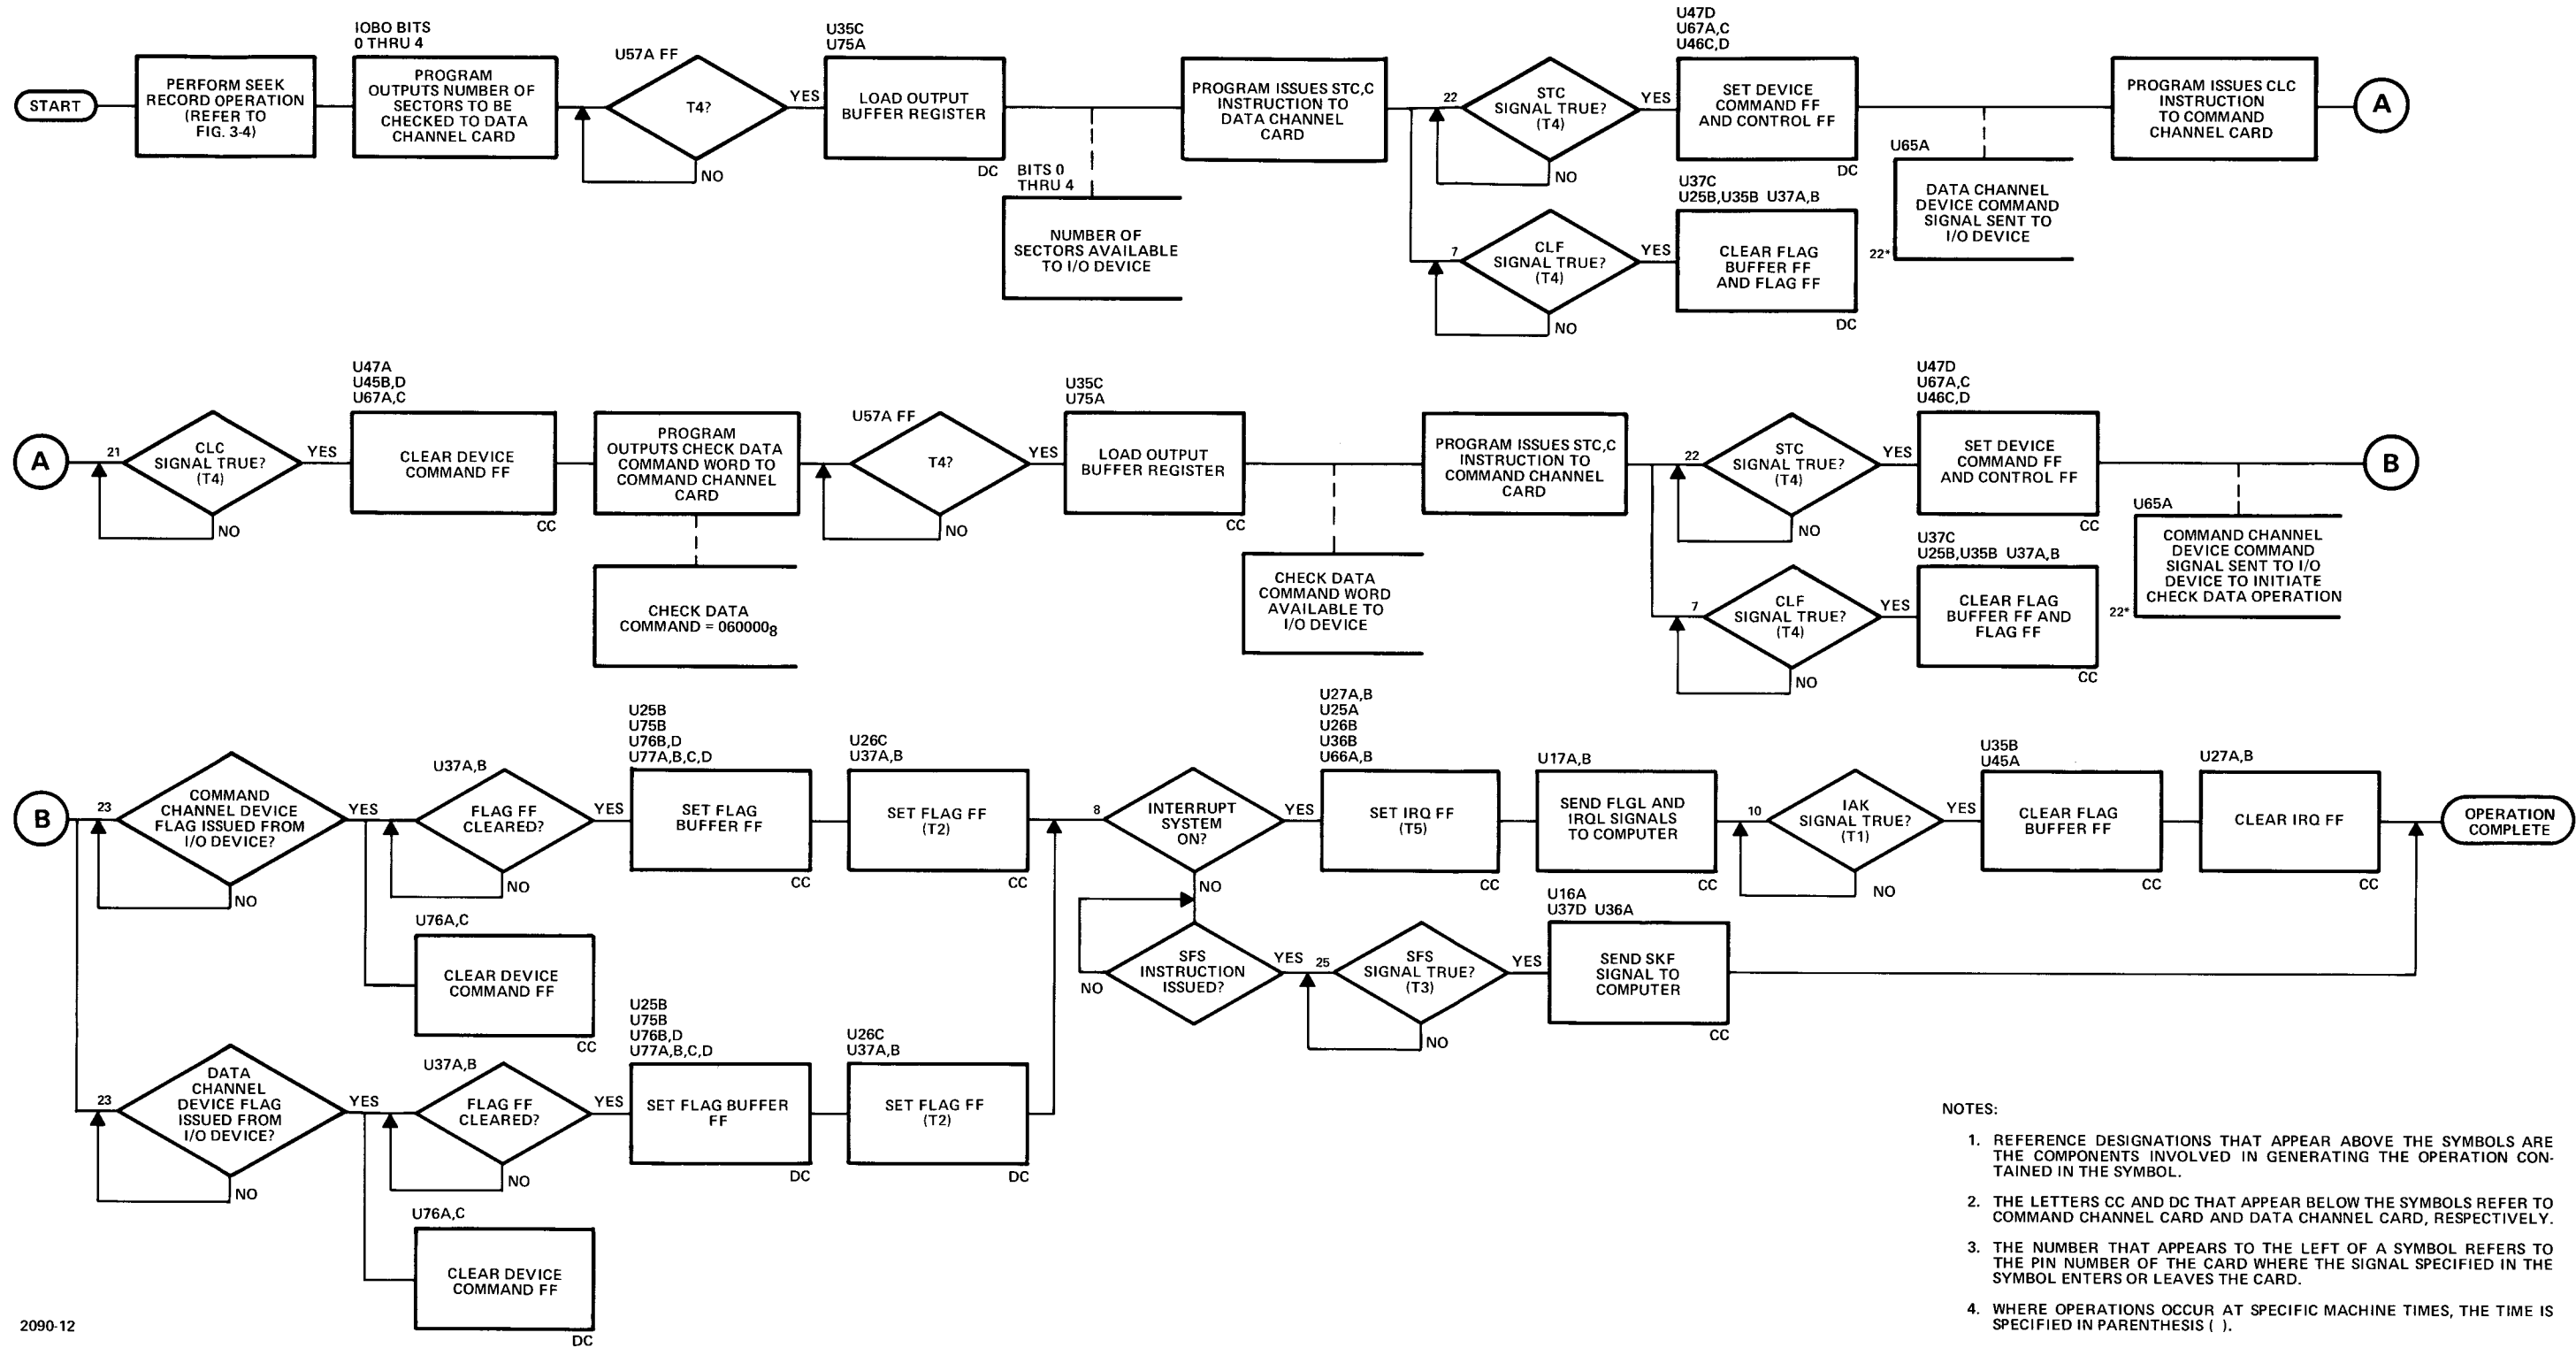 START
PERFORM SEEK
RECORD OPERATION
(REFER TO
FIG. 3-4)
IOBO BITS
0 THRU 4
PROGRAM
OUTPUTS NUMBER OF
SECTORS TO BE
CHECKED TO DATA
CHANNEL CARD
U57A FF
T4?
YES
NO
U35C
U75A
LOAD OUTPUT
BUFFER REGISTER
DC
BITS 0
THRU 4
NUMBER OF
SECTORS AVAILABLE
TO I/O DEVICE
PROGRAM ISSUES STC,C
INSTRUCTION TO
DATA CHANNEL
CARD
22
STC
SIGNAL TRUE?
(T4)
YES
NO
U47D
U67A,C
U46C,D
SET DEVICE
COMMAND FF
AND CONTROL FF
DC
7
CLF
SIGNAL TRUE?
(T4)
YES
NO
U37C
U25B,U35B U37A,B
CLEAR FLAG
BUFFER FF
AND FLAG FF
DC
U65A
22*
DATA CHANNEL
DEVICE COMMAND
SIGNAL SENT TO
I/O DEVICE
PROGRAM ISSUES CLC
INSTRUCTION
TO COMMAND
CHANNEL CARD
A
A
21
CLC
SIGNAL TRUE?
(T4)
YES
NO
U47A
U45B,D
U67A,C
CLEAR DEVICE
COMMAND FF
CC
PROGRAM
OUTPUTS CHECK DATA
COMMAND WORD TO
COMMAND CHANNEL
CARD
CHECK DATA
COMMAND = 060000₈
U57A FF
T4?
YES
NO
U35C
U75A
LOAD OUTPUT
BUFFER REGISTER
CC
CHECK DATA
COMMAND WORD
AVAILABLE TO
I/O DEVICE
PROGRAM ISSUES STC,C
INSTRUCTION TO
COMMAND CHANNEL
CARD
22
STC
SIGNAL TRUE?
(T4)
YES
NO
U47D
U67A,C
U46C,D
SET DEVICE
COMMAND FF
AND CONTROL FF
CC
7
CLF
SIGNAL TRUE?
(T4)
YES
NO
U37C
U25B,U35B U37A,B
CLEAR FLAG
BUFFER FF AND
FLAG FF
CC
U65A
22*
COMMAND CHANNEL
DEVICE COMMAND
SIGNAL SENT TO I/O
DEVICE TO INITIATE
CHECK DATA OPERATION
B
B
23
COMMAND
CHANNEL DEVICE
FLAG ISSUED FROM
I/O DEVICE?
YES
NO
U37A,B
FLAG FF
CLEARED?
YES
NO
U25B
U75B
U76B,D
U77A,B,C,D
SET FLAG
BUFFER FF
CC
U26C
U37A,B
SET FLAG FF
(T2)
CC
U76A,C
CLEAR DEVICE
COMMAND FF
CC
8
INTERRUPT
SYSTEM
ON?
YES
NO
U27A,B
U25A
U26B
U36B
U66A,B
SET IRQ FF
(T5)
CC
U17A,B
SEND FLGL AND
IRQL SIGNALS
TO COMPUTER
CC
10
IAK
SIGNAL TRUE?
(T1)
YES
NO
U35B
U45A
CLEAR FLAG
BUFFER FF
CC
U27A,B
CLEAR IRQ FF
CC
OPERATION
COMPLETE
SFS
INSTRUCTION
ISSUED?
NO
YES
25
SFS
SIGNAL TRUE?
(T3)
YES
NO
U16A
U37D U36A
SEND SKF
SIGNAL TO
COMPUTER
CC
23
DATA
CHANNEL
DEVICE FLAG
ISSUED FROM
I/O DEVICE?
YES
NO
U37A,B
FLAG FF
CLEARED?
YES
NO
U25B
U75B
U76B,D
U77A,B,C,D
SET FLAG BUFFER
FF
DC
U26C
U37A,B
SET FLAG FF
(T2)
DC
U76A,C
CLEAR DEVICE
COMMAND FF
DC
NOTES:
1. REFERENCE DESIGNATIONS THAT APPEAR ABOVE THE SYMBOLS ARE
THE COMPONENTS INVOLVED IN GENERATING THE OPERATION CON-
TAINED IN THE SYMBOL.
2. THE LETTERS CC AND DC THAT APPEAR BELOW THE SYMBOLS REFER TO
COMMAND CHANNEL CARD AND DATA CHANNEL CARD, RESPECTIVELY.
3. THE NUMBER THAT APPEARS TO THE LEFT OF A SYMBOL REFERS TO
THE PIN NUMBER OF THE CARD WHERE THE SIGNAL SPECIFIED IN THE
SYMBOL ENTERS OR LEAVES THE CARD.
4. WHERE OPERATIONS OCCUR AT SPECIFIC MACHINE TIMES, THE TIME IS
SPECIFIED IN PARENTHESIS ( ).
2090-12